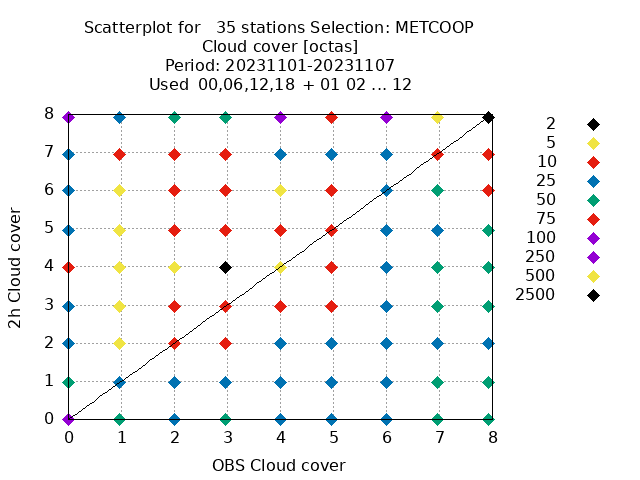 Scatterplot for   35 stations Selection: METCOOP
Cloud cover [octas]
Period: 20231101-20231107
Used  00,06,12,18 + 01 02 ... 12
8
7
6
5
4
3
2
1
0
2h Cloud cover
0 1 2 3 4 5 6 7 8
OBS Cloud cover
2
5
10
25
50
75
100
250
500
2500